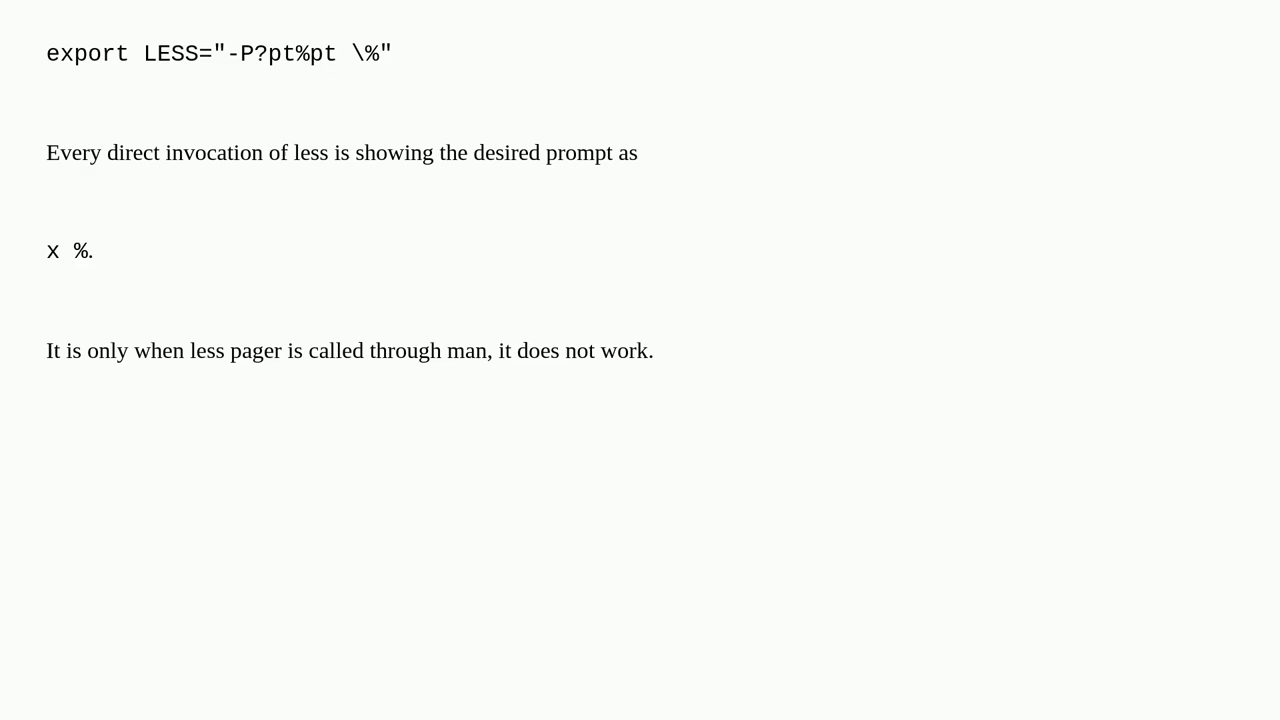 export LESS="-P?pt%pt \%"
Every direct invocation of less is showing the desired prompt as
x %.
It is only when less pager is called through man, it does not work.